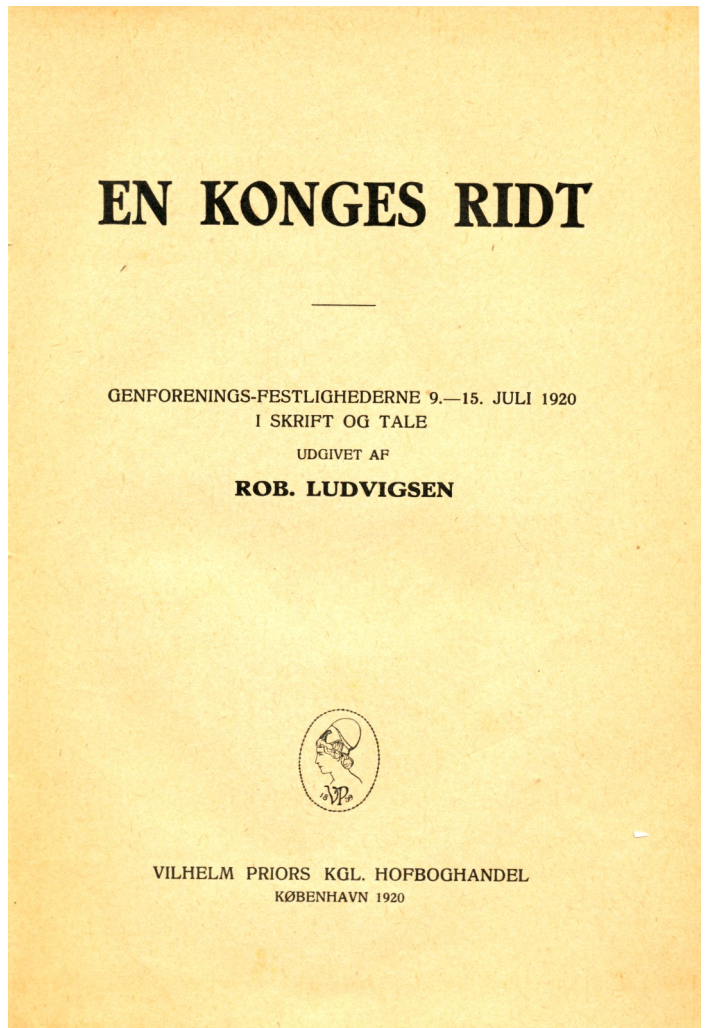 EN KONGES RIDT
GENFORENINGS-FESTLIGHEDERNE 9.—15. JULI 1920
I SKRIFT OG TALE
UDGIVET AF
ROB. LUDVIGSEN
VP
VILHELM PRIORS KGL. HOFBOGHANDEL
KØBENHAVN 1920